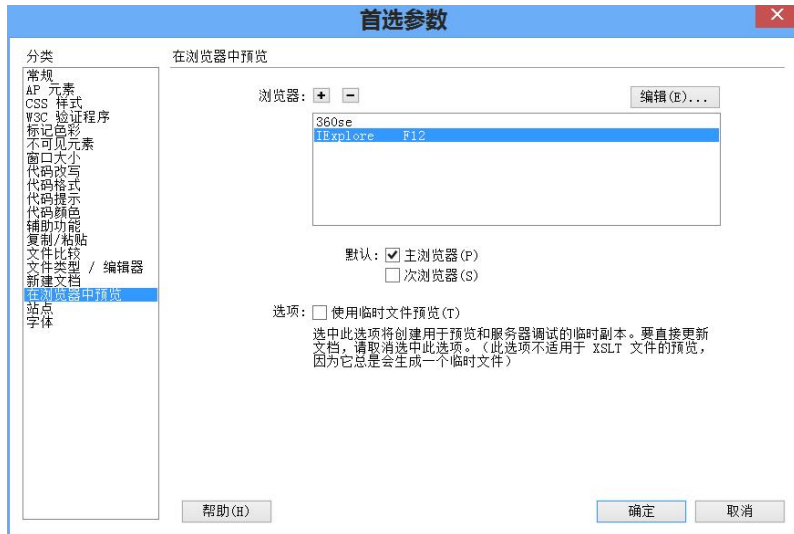 首选参数
分类
常规
AP 元素
CSS 样式
W3C 验证程序
标记色彩
不可见元素
窗口大小
代码改写
代码格式
代码提示
代码颜色
辅助功能
复制/粘贴
文件比较
文件类型 / 编辑器
新建文档
在浏览器中预览
站点
字体
在浏览器中预览
浏览器:
编辑(E)...
360se
IExplore F12
默认: 主浏览器(P)
次浏览器(S)
选项: 使用临时文件预览(T)
选中此选项将创建用于预览和服务器调试的临时副本。要直接更新
文档，请取消选中此选项。（此选项不适用于 XSLT 文件的预览，
因为它总是会生成一个临时文件）
帮助(H)
确定
取消